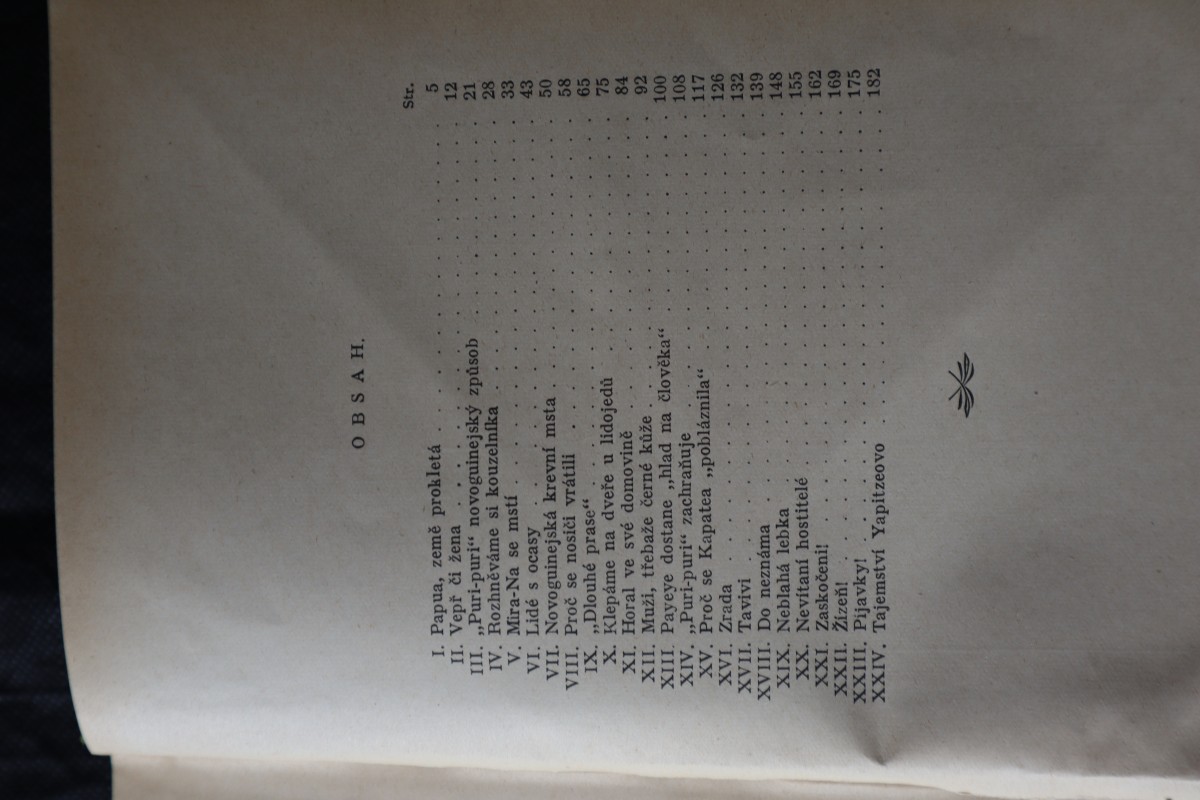 OBSAH.
Str.
I. Papua, země prokletá . . . . . . . . . . . . . . . . 5
II. Vepř či žena . . . . . . . . . . . . . . . . . . . . 12
III. „Puri-puri“ novoguinejský způsob . . . . . . . . . . . 21
IV. Rozhněváme si kouzelníka . . . . . . . . . . . . . . . 28
V. Mira-Na se mstí . . . . . . . . . . . . . . . . . . . 33
VI. Lidé s ocasy . . . . . . . . . . . . . . . . . . . . 43
VII. Novoguinejská krevní msta . . . . . . . . . . . . . . 50
VIII. Proč se nosiči vrátili . . . . . . . . . . . . . . . . 58
IX. „Dlouhé prase“ . . . . . . . . . . . . . . . . . . . 65
X. Klepáme na dveře u lidojedů . . . . . . . . . . . . . 75
XI. Horal ve své domovině . . . . . . . . . . . . . . . . 84
XII. Muži, třebaže černé kůže . . . . . . . . . . . . . . . 92
XIII. Payeye dostane „hlad na člověka“ . . . . . . . . . . . 100
XIV. „Puri-puri“ zachraňuje . . . . . . . . . . . . . . . . 108
XV. Proč se Kapatea „pobláznila“ . . . . . . . . . . . . . 117
XVI. Zrada . . . . . . . . . . . . . . . . . . . . . . . 126
XVII. Tavivi . . . . . . . . . . . . . . . . . . . . . . . 132
XVIII. Do neznáma . . . . . . . . . . . . . . . . . . . . . 139
XIX. Neblahá lebka . . . . . . . . . . . . . . . . . . . . 148
XX. Nevítaní hostitelé . . . . . . . . . . . . . . . . . . 155
XXI. Zaskočeni! . . . . . . . . . . . . . . . . . . . . . 162
XXII. Žízeň! . . . . . . . . . . . . . . . . . . . . . . . 169
XXIII. Pijavky! . . . . . . . . . . . . . . . . . . . . . . 175
XXIV. Tajemství Yapitzeovo . . . . . . . . . . . . . . . . . 182